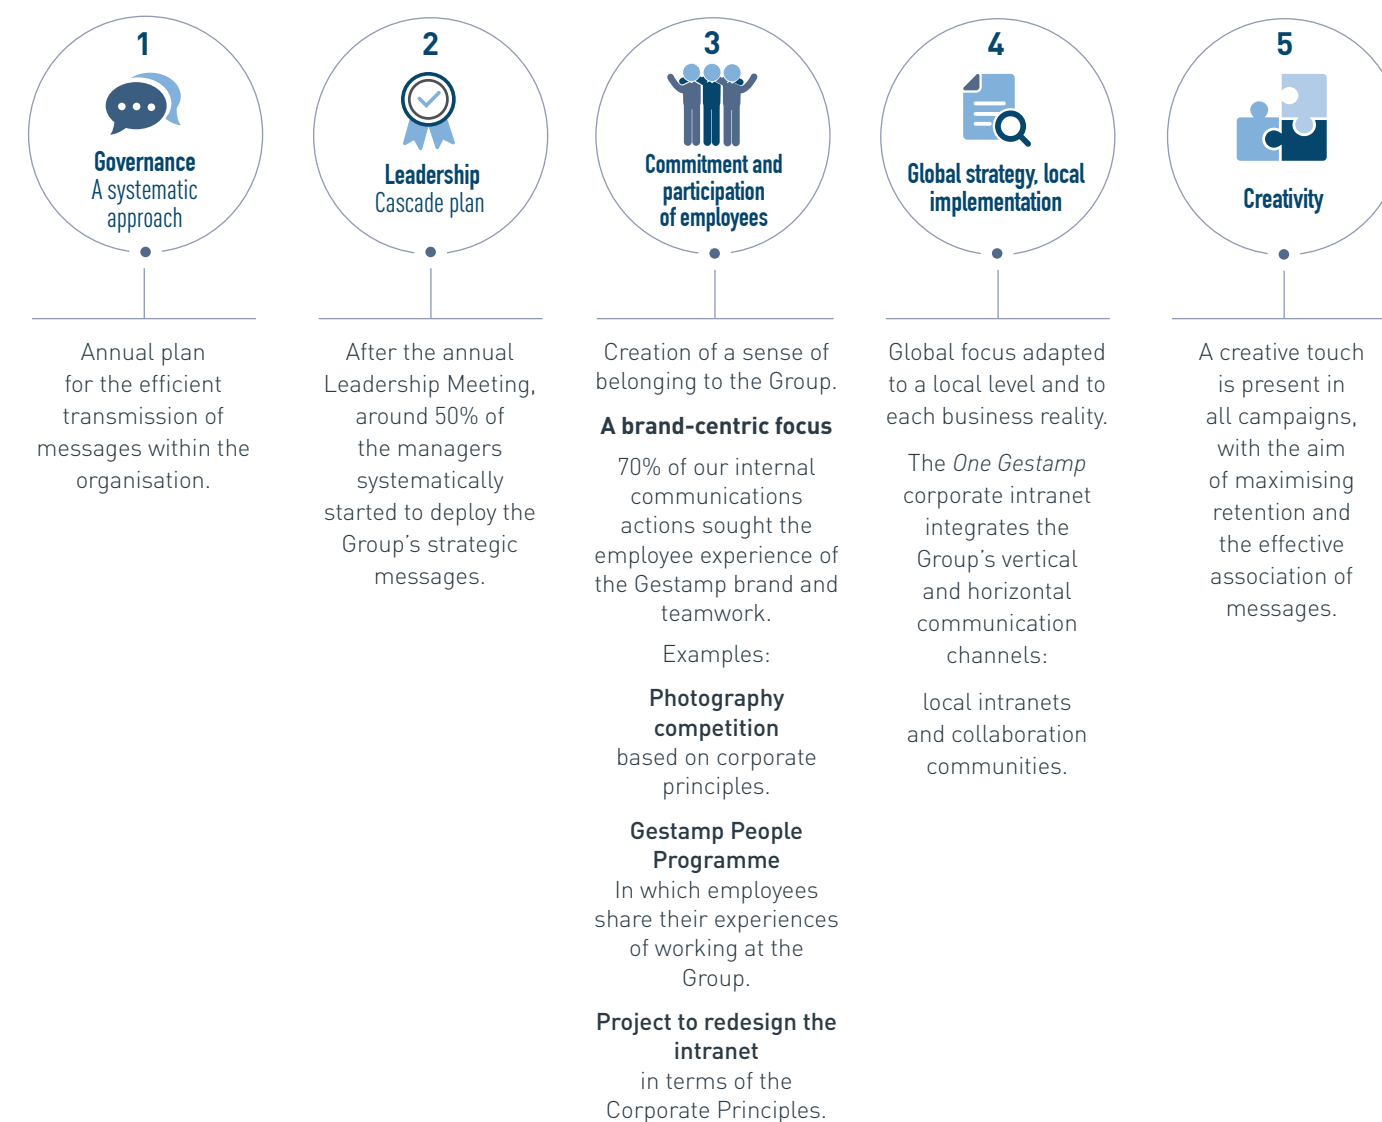 1
Governance
A systematic
approach
Annual plan
for the efficient
transmission of
messages within the
organisation.
2
Leadership
Cascade plan
After the annual
Leadership Meeting,
around 50% of
the managers
systematically
started to deploy the
Group's strategic
messages.
3
Commitment and
participation
of employees
Creation of a sense of
belonging to the Group.
A brand-centric focus
70% of our internal
communications
actions sought the
employee experience of
the Gestamp brand and
teamwork.
Examples:
Photography
competition
based on corporate
principles.
Gestamp People
Programme
In which employees
share their experiences
of working at the
Group.
Project to redesign the
intranet
in terms of the
Corporate Principles.
4
Global strategy, local
implementation
Global focus adapted
to a local level and to
each business reality.
The One Gestamp
corporate intranet
integrates the
Group's vertical
and horizontal
communication
channels:
local intranets
and collaboration
communities.
5
Creativity
A creative touch
is present in
all campaigns,
with the aim
of maximising
retention and
the effective
association of
messages.